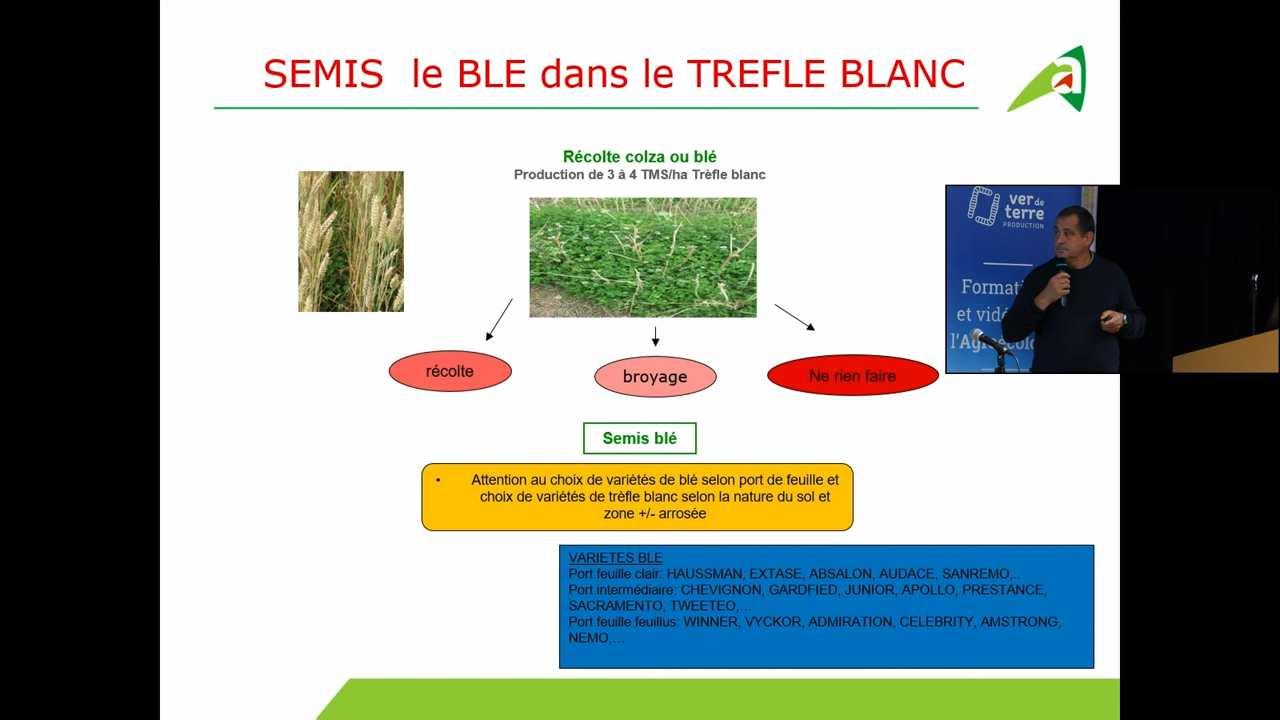 SEMIS le BLE dans le TREFLE BLANC
a
Récolte colza ou blé
Production de 3 à 4 TMS/ha Trèfle blanc
ver de
terre
PRODUCTION
Formati
et vidé
l'Agroécolo
récolte
broyage
Ne rien faire
Semis blé
• Attention au choix de variétés de blé selon port de feuille et
choix de variétés de trèfle blanc selon la nature du sol et
zone +/- arrosée
VARIETES BLE
Port feuille clair: HAUSSMAN, EXTASE, ABSALON, AUDACE, SANREMO,..
Port intermédiaire: CHEVIGNON, GARDFIED, JUNIOR, APOLLO, PRESTANCE,
SACRAMENTO, TWEETEO,...
Port feuille feuillus: WINNER, VYCKOR, ADMIRATION, CELEBRITY, AMSTRONG,
NEMO,...